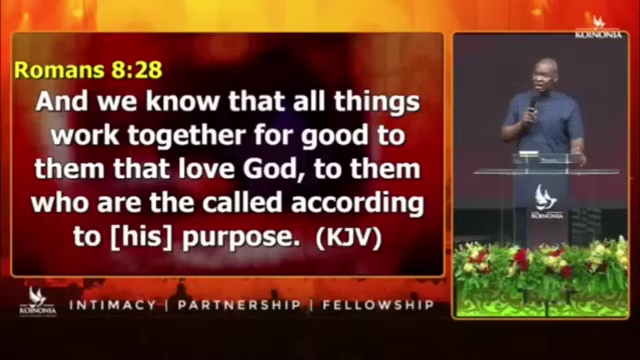 KOINONIA
Romans 8:28
And we know that all things
work together for good to
them that love God, to them
who are the called according
to [his] purpose. (KJV)
KOINONIA
KOINONIA
INTIMACY | PARTNERSHIP | FELLOWSHIP